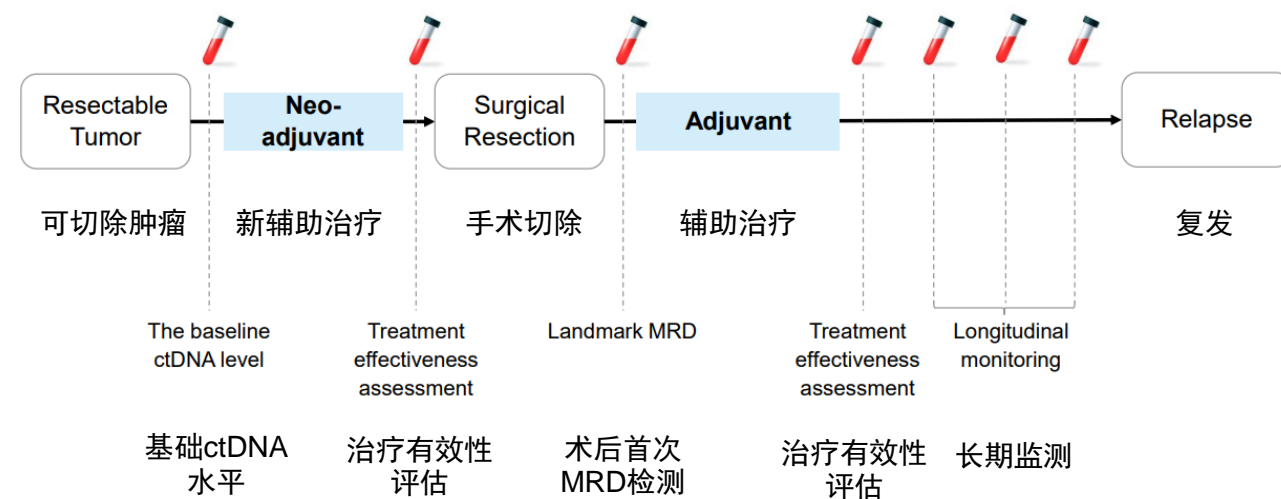 Resectable
Tumor
Neo-
adjuvant
Surgical
Resection
Adjuvant
Relapse
可切除肿瘤
新辅助治疗
手术切除
辅助治疗
复发
The baseline
ctDNA level
Treatment
effectiveness
assessment
Landmark MRD
Treatment
effectiveness
assessment
Longitudinal
monitoring
基础ctDNA
水平
治疗有效性
评估
术后首次
MRD检测
治疗有效性
评估
长期监测